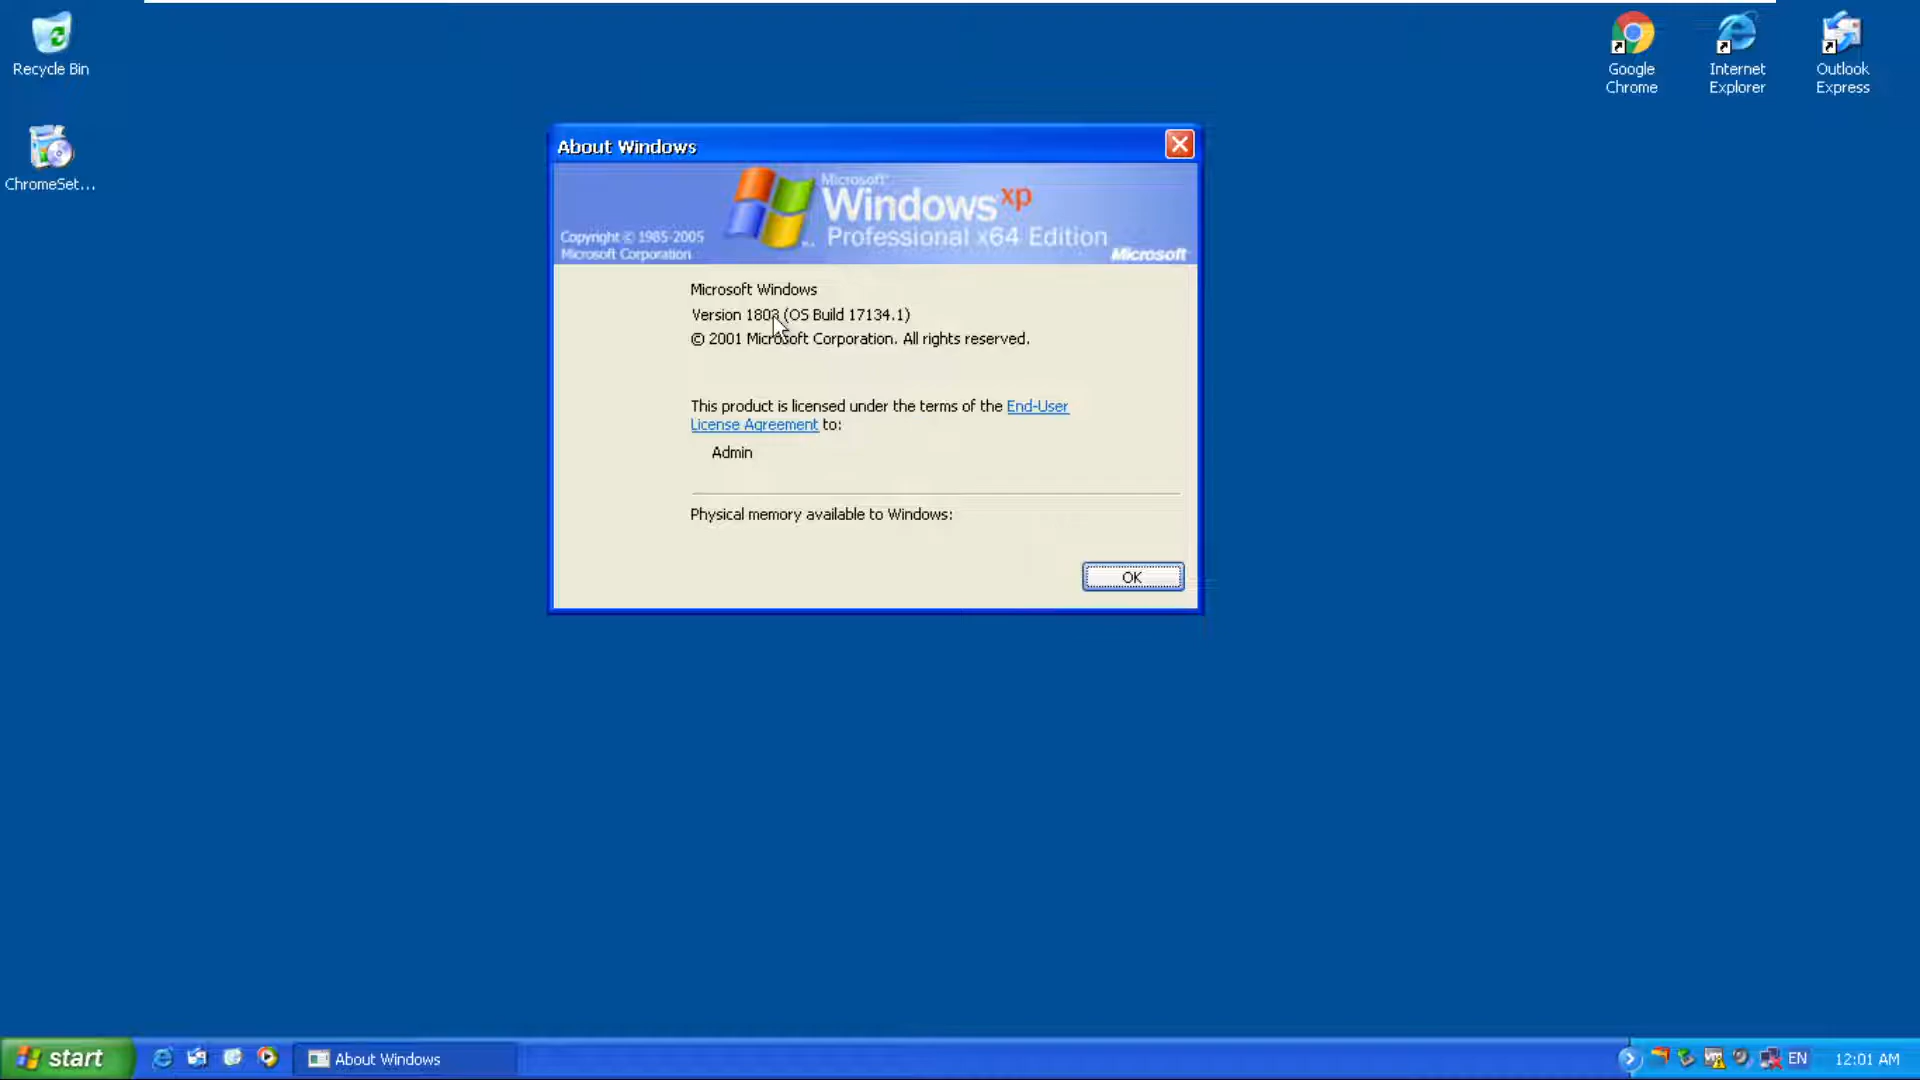 Recycle Bin
ChromeSet...
Google
Chrome
Internet
Explorer
Outlook
Express
About Windows
Microsoft
Windows xp
Professional x64 Edition
Copyright © 1985-2005
Microsoft Corporation
Microsoft
Microsoft Windows
Version 1803 (OS Build 17134.1)
© 2001 Microsoft Corporation. All rights reserved.
This product is licensed under the terms of the End-User
License Agreement to:
Admin
Physical memory available to Windows:
OK
start
About Windows
EN
12:01 AM